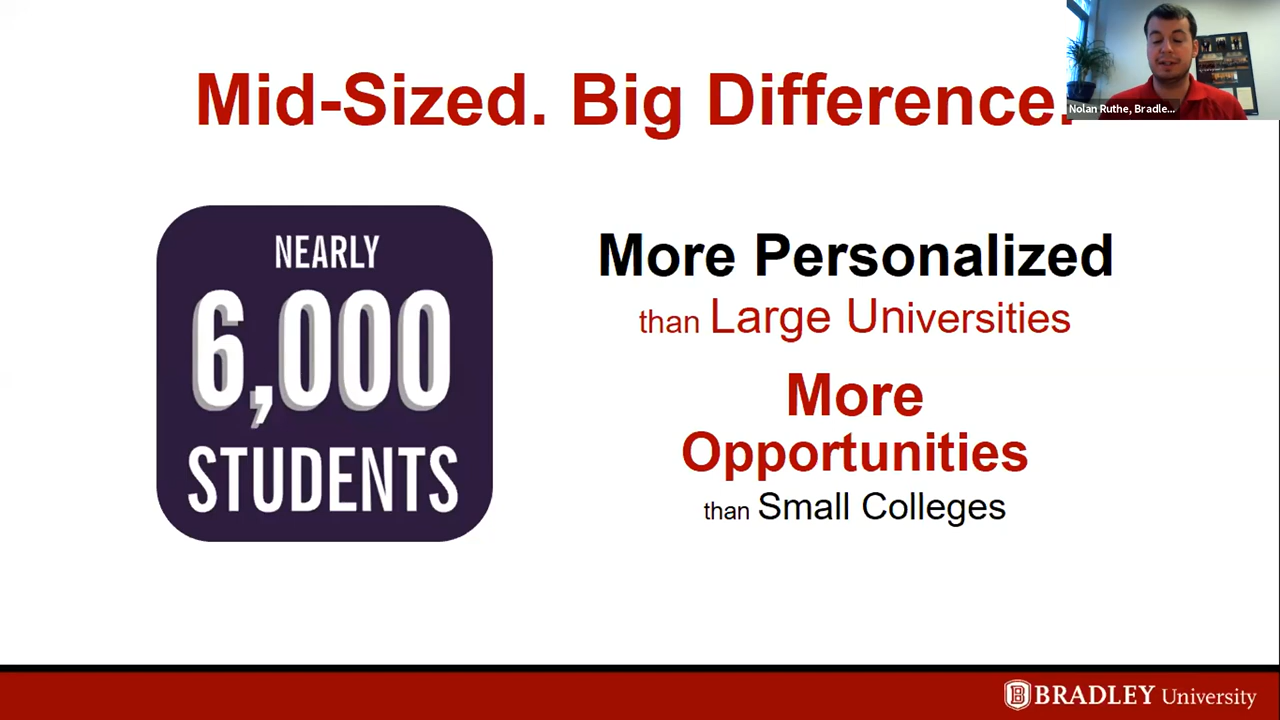 Mid-Sized. Big Difference.
Nolan Ruthe, Bradle...
NEARLY
6,000
STUDENTS
More Personalized
than Large Universities
More
Opportunities
than Small Colleges
B BRADLEY University